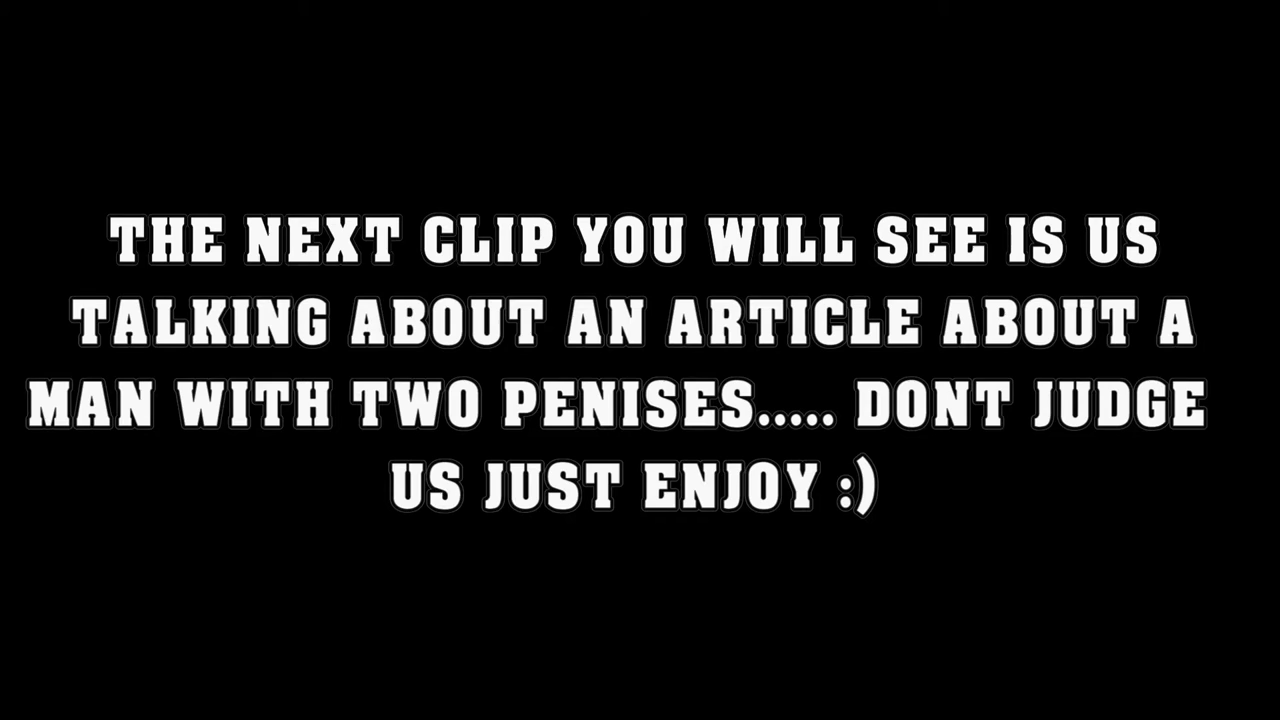 THE NEXT CLIP YOU WILL SEE IS US
TALKING ABOUT AN ARTICLE ABOUT A
MAN WITH TWO PENISES..... DONT JUDGE
US JUST ENJOY :)